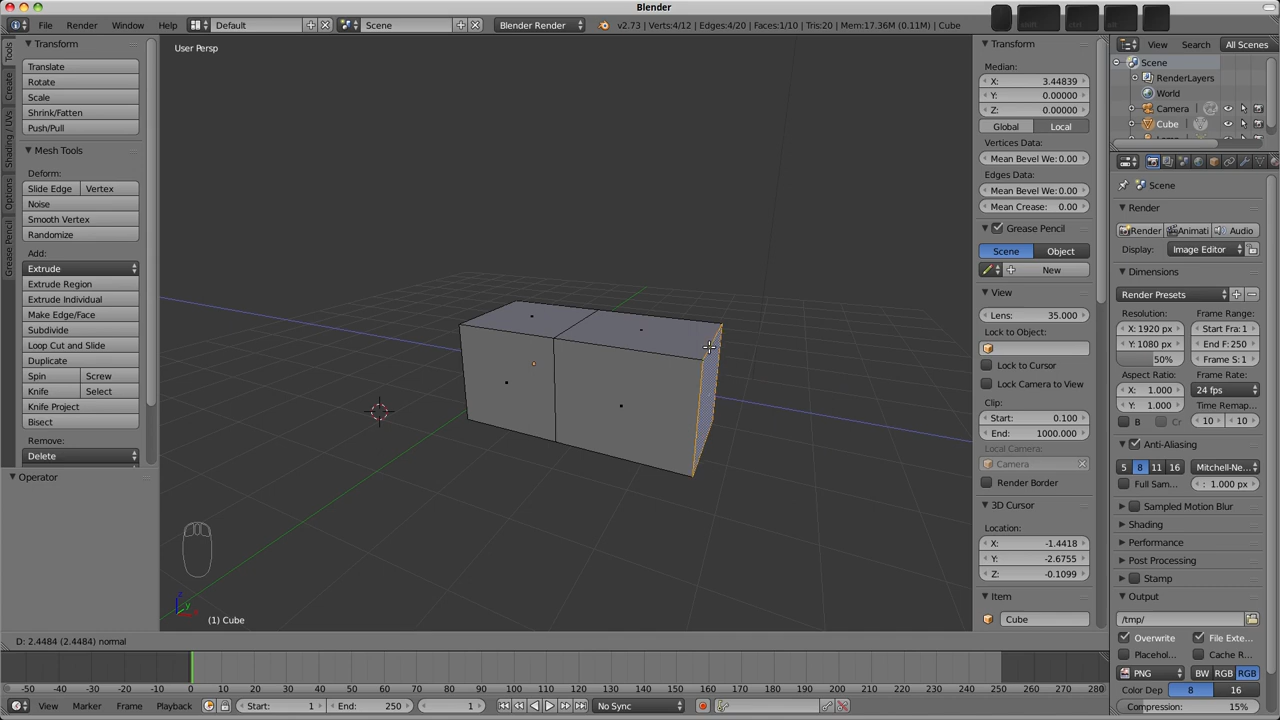 Blender
File Render Window Help Default Scene Blender Render v2.73 | Verts:4/12 | Edges:4/20 | Faces:1/10 | Tris:20 | Mem:17.36M (0.11M) | Cube
Tools
Create
Shading / UVs
Options
Grease Pencil
Transform
Translate
Rotate
Scale
Shrink/Fatten
Push/Pull
Mesh Tools
Deform:
Slide Edge Vertex
Noise
Smooth Vertex
Randomize
Add:
Extrude
Extrude Region
Extrude Individual
Make Edge/Face
Subdivide
Loop Cut and Slide
Duplicate
Spin Screw
Knife Select
Knife Project
Bisect
Remove:
Delete
Operator
User Persp
(1) Cube
D: 2.4484 (2.4484) normal
Transform
Median:
X: 3.44839
Y: 0.00000
Z: 0.00000
Global Local
Vertices Data:
Mean Bevel We: 0.00
Edges Data:
Mean Bevel We: 0.00
Mean Crease: 0.00
Grease Pencil
Scene Object
New
View
Lens: 35.000
Lock to Object:
Lock to Cursor
Lock Camera to View
Clip:
Start: 0.100
End: 1000.000
Local Camera:
Camera
Render Border
3D Cursor
Location:
X: -1.4418
Y: -2.6755
Z: -0.1099
Item
Cube
View Search All Scenes
Scene
RenderLayers
World
Camera
Cube
Scene
Render
Render Animati Audio
Display: Image Editor
Dimensions
Render Presets
Resolution: Frame Range:
X: 1920 px Start Fra: 1
Y: 1080 px End F: 250
50% Frame S: 1
Aspect Ratio: Frame Rate:
X: 1.000 24 fps
Y: 1.000 Time Remap...
B Cr 10 10
Anti-Aliasing
5 8 11 16 Mitchell-Ne...
Full Sam... : 1.000 px
Sampled Motion Blur
Shading
Performance
Post Processing
Stamp
Output
/tmp/
Overwrite File Exte...
Placehol... Cache R...
PNG BW RGB RGB
Color Dep 8 16
Compression: 15%
-50 -40 -30 -20 -10 0 10 20 30 40 50 60 70 80 90 100 110 120 130 140 150 160 170 180 190 200 210 220 230 240 250 260 270 280
View Marker Frame Playback Start: 1 End: 250 1 No Sync